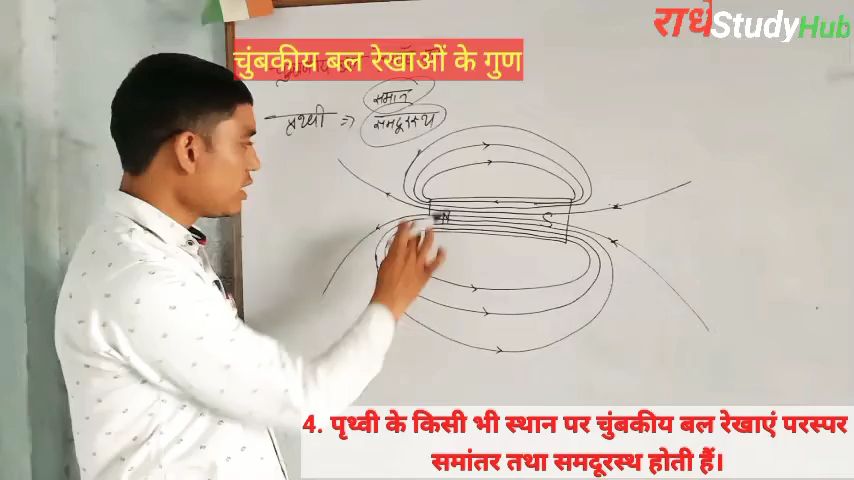 राधे StudyHub
चुंबकीय बल रेखाओं के गुण
समान
पृथ्वी ⇒ समदूरस्थ
N S
4. पृथ्वी के किसी भी स्थान पर चुंबकीय बल रेखाएं परस्पर
समांतर तथा समदूरस्थ होती हैं।